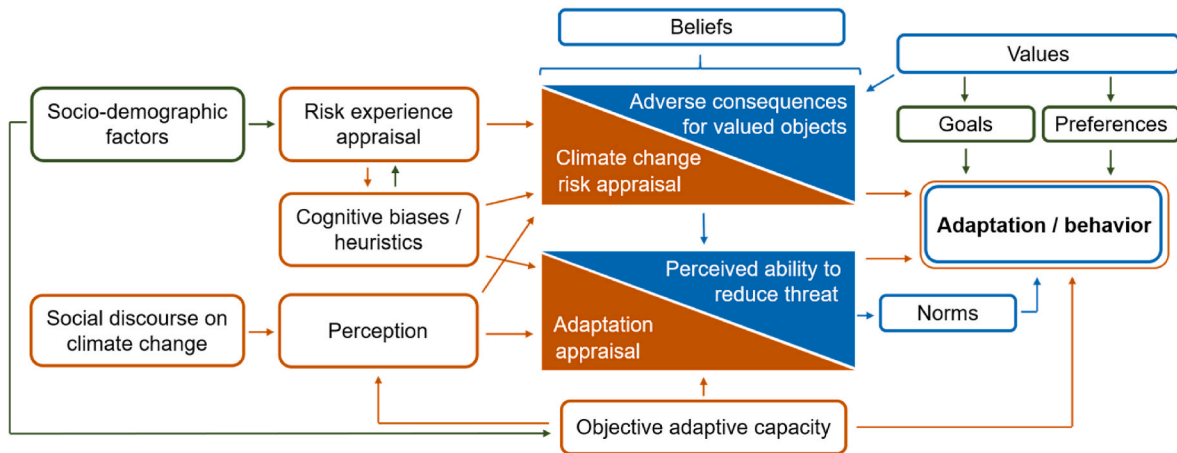 Beliefs
Values
Socio-demographic
factors
Risk experience
appraisal
Adverse consequences
for valued objects
Goals
Preferences
Climate change
risk appraisal
Cognitive biases /
heuristics
Adaptation / behavior
Perceived ability to
reduce threat
Social discourse on
climate change
Perception
Norms
Adaptation
appraisal
Objective adaptive capacity